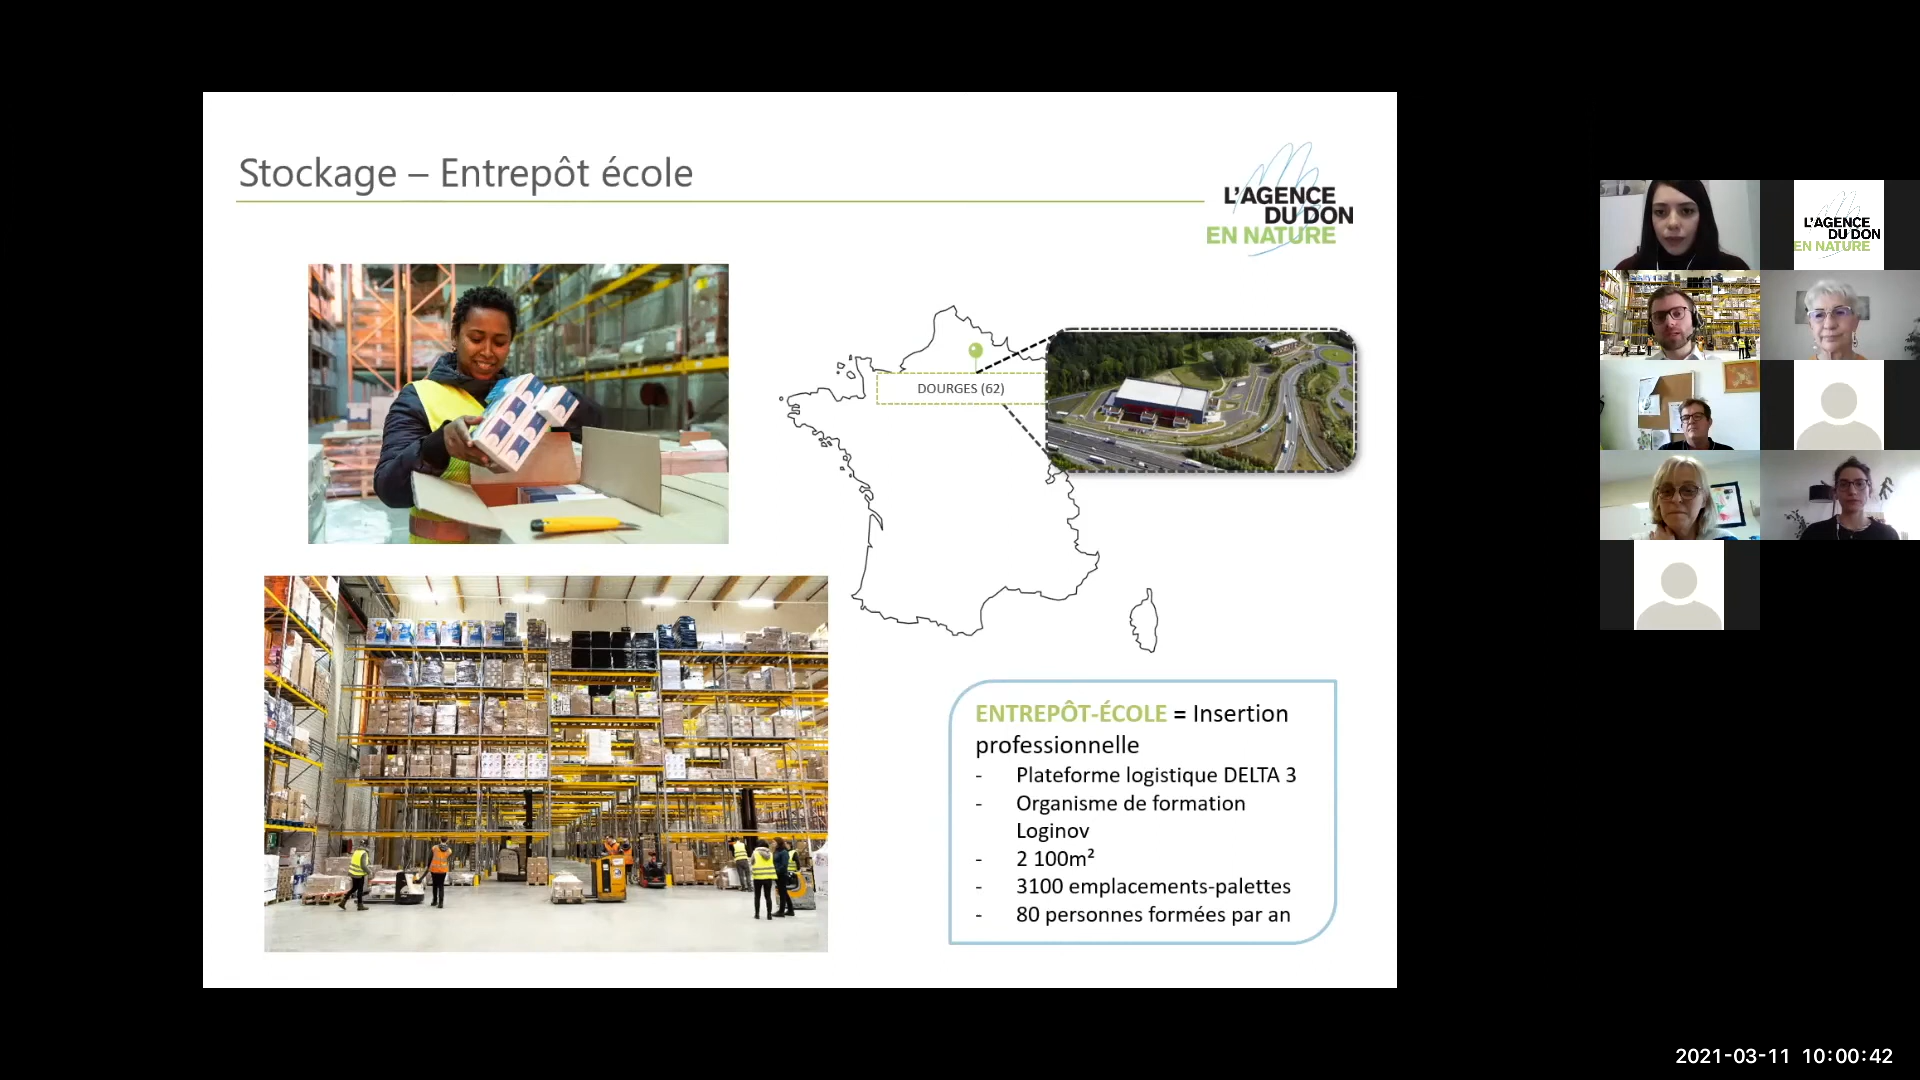 Stockage – Entrepôt école
L'AGENCE
DU DON
EN NATURE
DOURGES (62)
ENTREPÔT-ÉCOLE = Insertion
professionnelle
- Plateforme logistique DELTA 3
- Organisme de formation
Loginov
- 2 100m²
- 3100 emplacements-palettes
- 80 personnes formées par an
L'AGENCE
DU DON
EN NATURE
2021-03-11 10:00:42